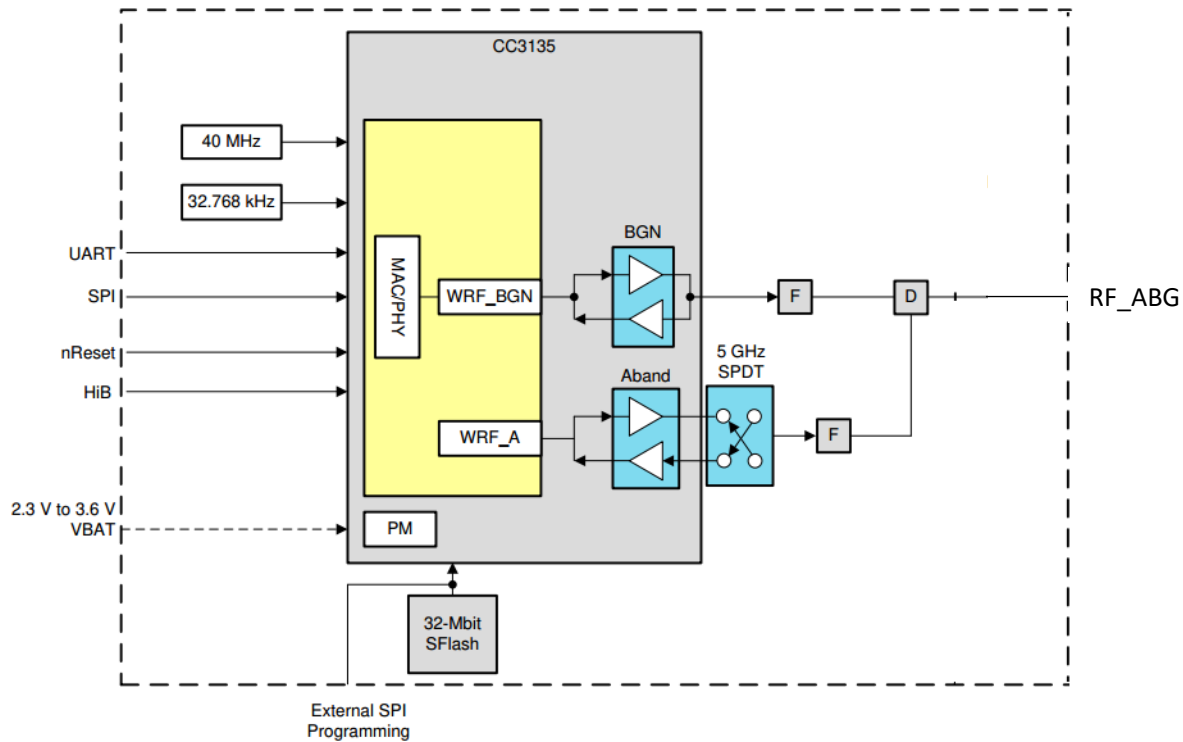 CC3135
40 MHz
32.768 kHz
UART
SPI
nReset
HiB
2.3 V to 3.6 V
VBAT
MAC/PHY
WRF_BGN
WRF_A
PM
BGN
Aband
5 GHz
SPDT
F
F
D
RF_ABG
32-Mbit
SFlash
External SPI
Programming